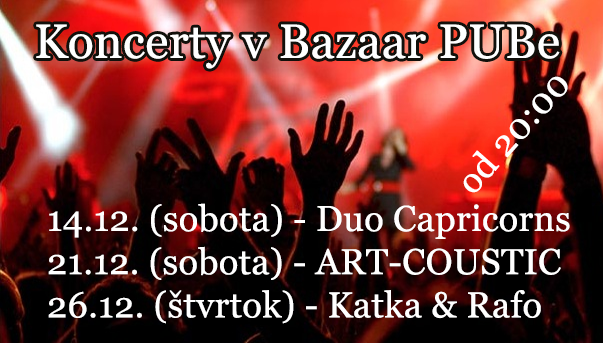 Koncerty v Bazaar PUBe
od 20:00
14.12. (sobota) - Duo Capricorns
21.12. (sobota) - ART-COUSTIC
26.12. (štvrtok) - Katka & Rafo